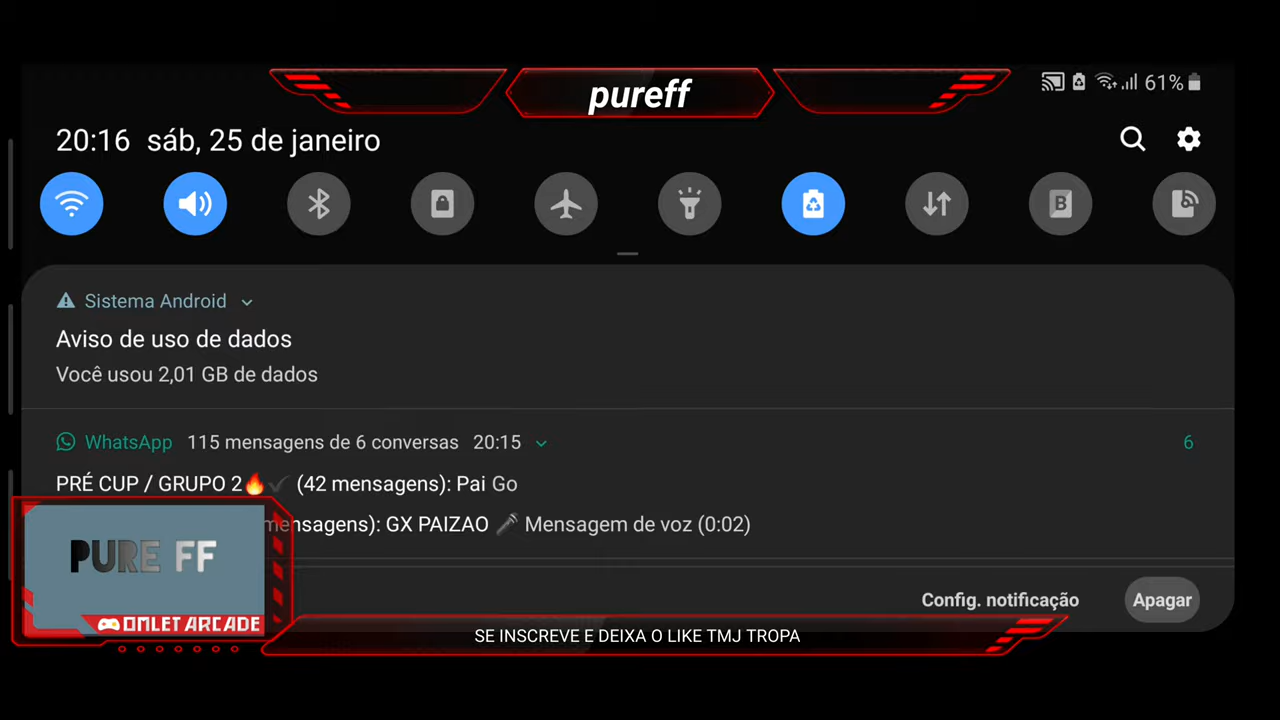 pureff
61%
20:16 sáb, 25 de janeiro
B
Sistema Android
Aviso de uso de dados
Você usou 2,01 GB de dados
WhatsApp 115 mensagens de 6 conversas 20:15 6
PRÉ CUP / GRUPO 2🔥✔️ (42 mensagens): Pai Go
mensagens): GX PAIZAO 🎤 Mensagem de voz (0:02)
PURE FF
Config. notificação Apagar
OMLET ARCADE
SE INSCREVE E DEIXA O LIKE TMJ TROPA